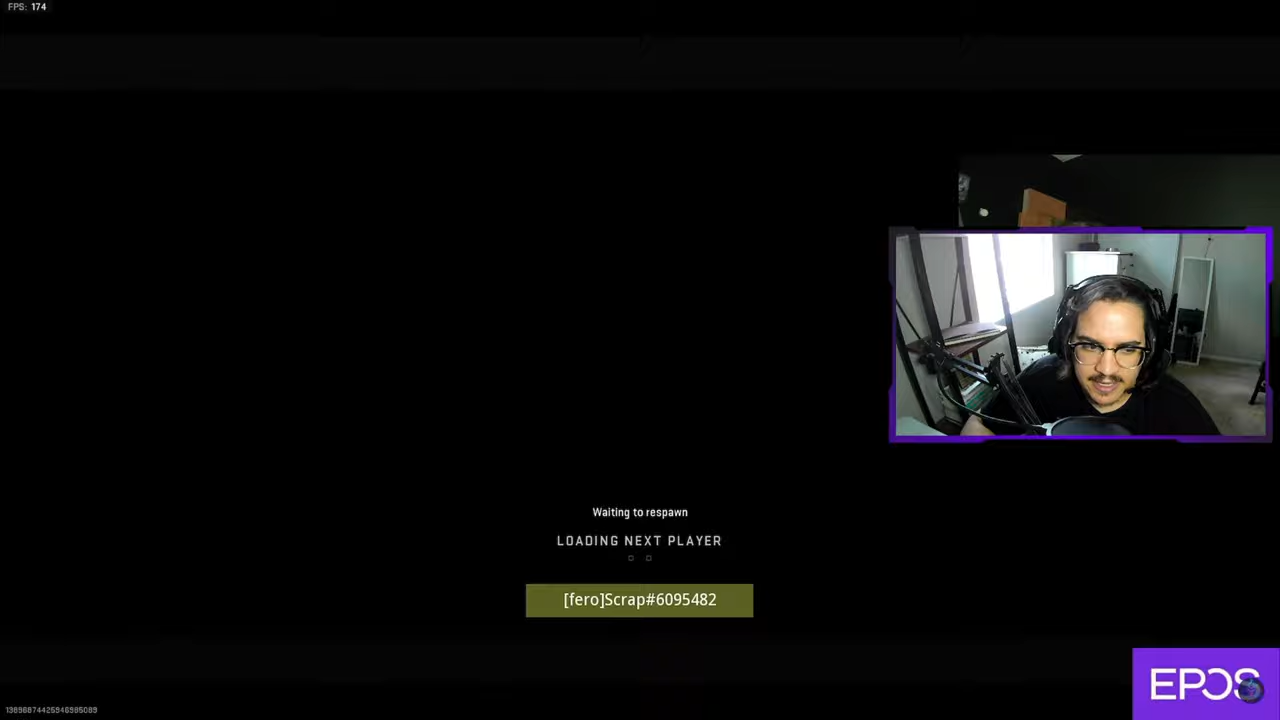 FPS: 174
Waiting to respawn
LOADING NEXT PLAYER
[fero]Scrap#6095482
EPOS